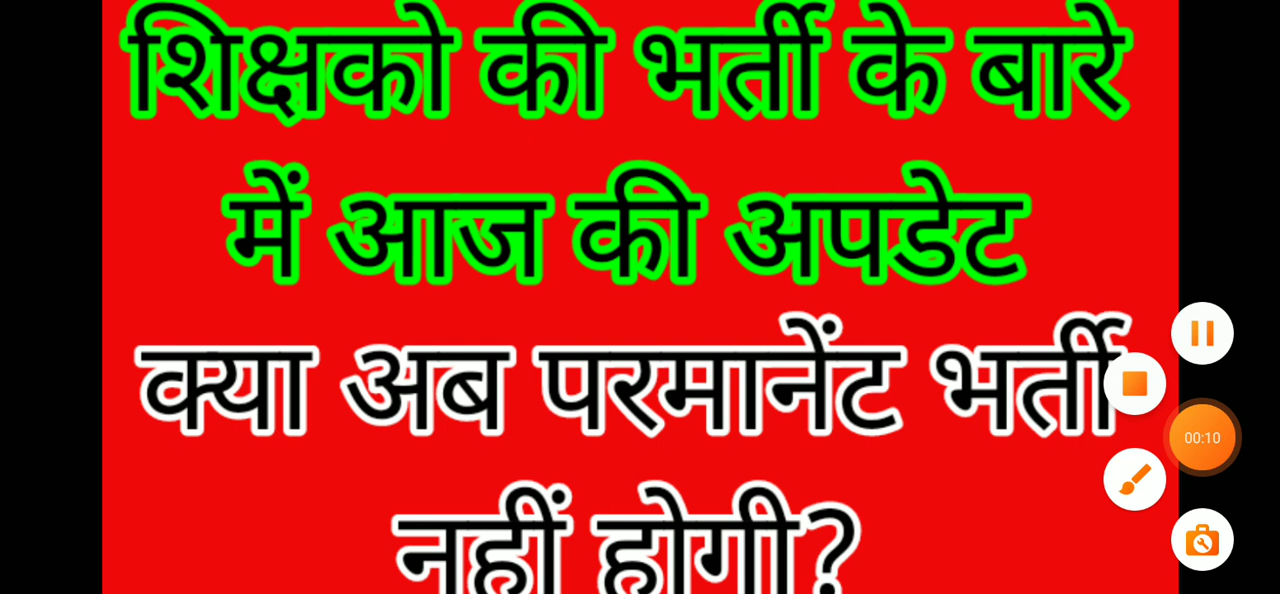 शिक्षको की भर्ती के बारे
में आज की अपडेट
क्या अब परमानेंट भर्ती
नहीं होगी?
00:10